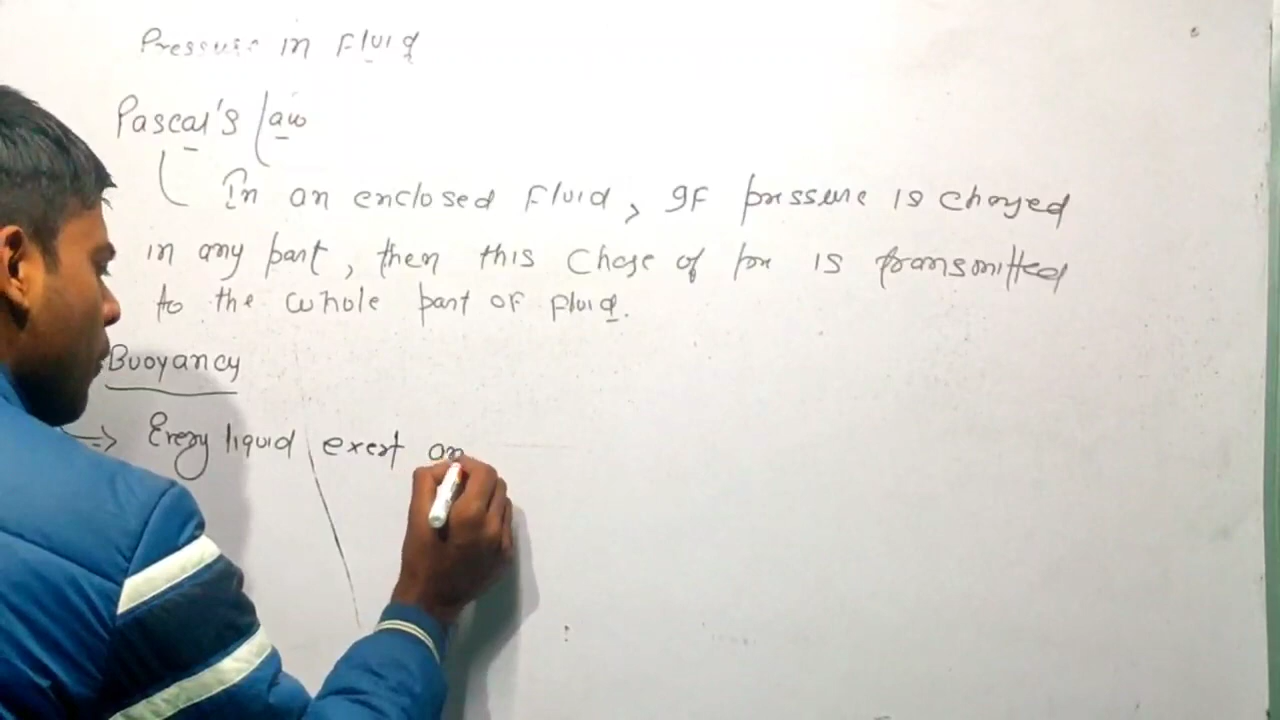 Pressure in Fluid
Pascal's law
In an enclosed Fluid, If pressure is changed
in any part, then this Change of pr is transmitted
to the whole part of Fluid.
Buoyancy
=> Every liquid exert an